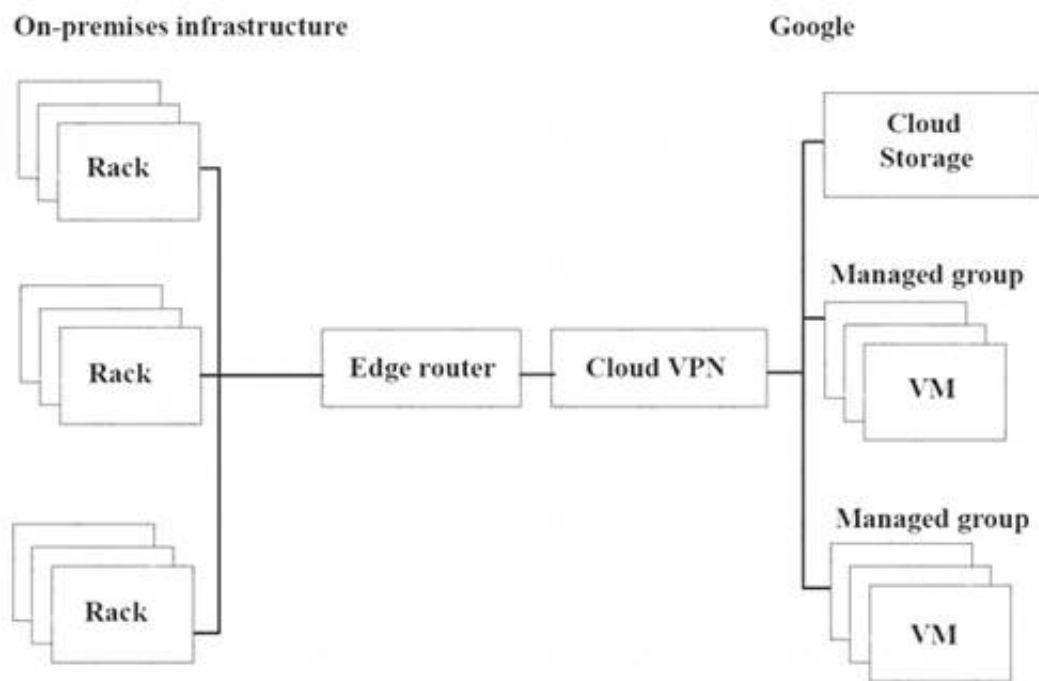 On-premises infrastructure
Google
Rack
Rack
Rack
Edge router
Cloud VPN
Cloud
Storage
Managed group
VM
Managed group
VM